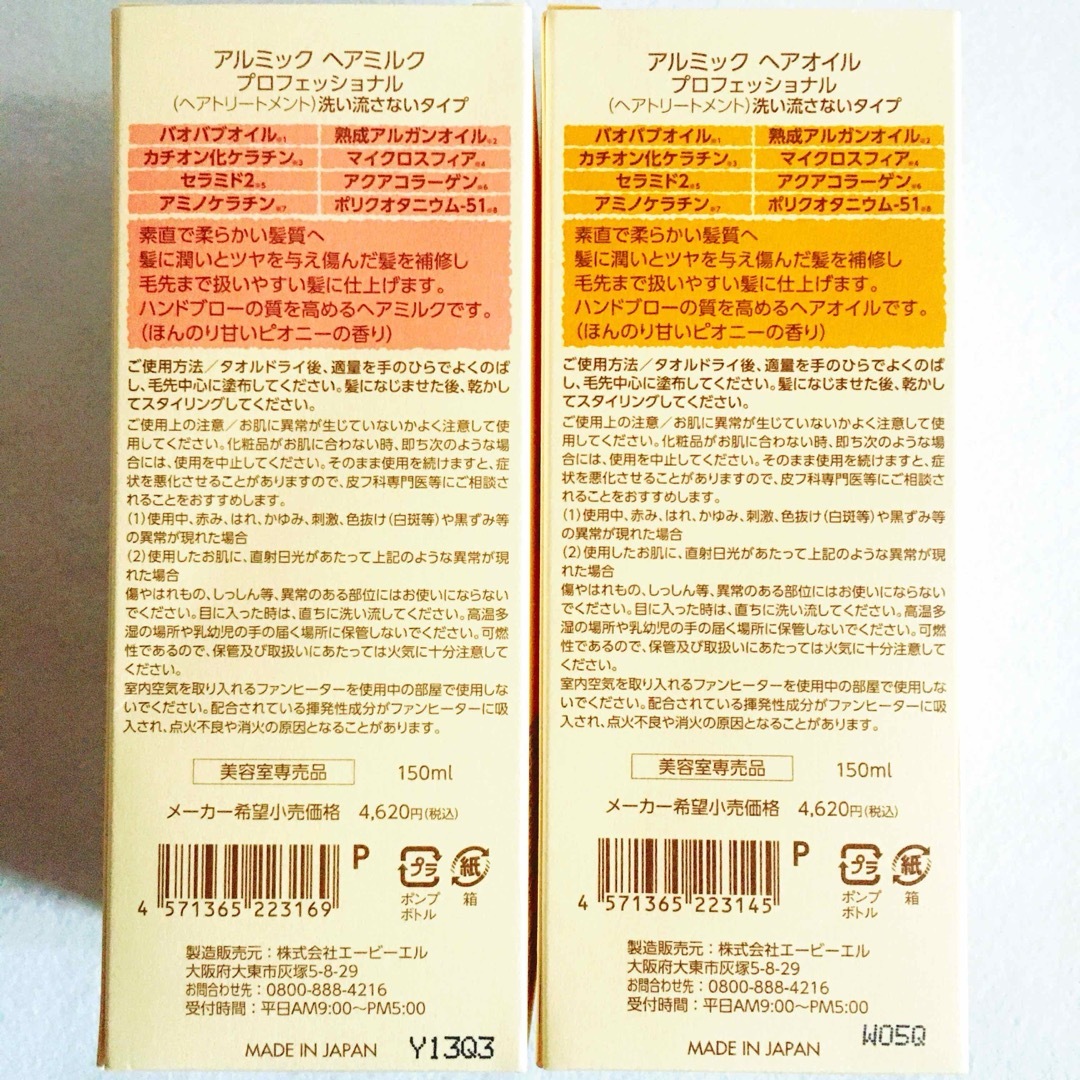 アルミック ヘアミルク
プロフェッショナル
(ヘアトリートメント)洗い流さないタイプ
バオバブオイル※1 熟成アルガンオイル※2
カチオン化ケラチン※3 マイクロスフィア※4
セラミド2※5 アクアコラーゲン※6
アミノケラチン※7 ポリクオタニウム-51※8
素直で柔らかい髪質へ
髪に潤いとツヤを与え傷んだ髪を補修し
毛先まで扱いやすい髪に仕上げます。
ハンドブローの質を高めるヘアミルクです。
(ほんのり甘いピオニーの香り)
ご使用方法/タオルドライ後、適量を手のひらでよくのば
し、毛先中心に塗布してください。髪になじませた後、乾かし
てスタイリングしてください。
ご使用上の注意/お肌に異常が生じていないかよく注意して使
用してください。化粧品がお肌に合わない時、即ち次のような場
合には、使用を中止してください。そのまま使用を続けますと、症
状を悪化させることがありますので、皮フ科専門医等にご相談さ
れることをおすすめします。
(1)使用中、赤み、はれ、かゆみ、刺激、色抜け(白斑等)や黒ずみ等
の異常が現れた場合
(2)使用したお肌に、直射日光があたって上記のような異常が現
れた場合
傷やはれもの、しっしん等、異常のある部位にはお使いにならない
でください。目に入った時は、直ちに洗い流してください。高温多
湿の場所や乳幼児の手の届く場所に保管しないでください。可燃
性であるので、保管及び取扱いにあたっては火気に十分注意して
ください。
室内空気を取り入れるファンヒーターを使用中の部屋で使用しな
いでください。配合されている揮発性成分がファンヒーターに吸
入され、点火不良や消火の原因となることがあります。
美容室専売品 150ml
メーカー希望小売価格 4,620円(税込)
P
プラ 紙
ポンプ 箱
ボトル
4 571365 223169
製造販売元:株式会社エービーエル
大阪府大東市灰塚5-8-29
お問合わせ先:0800-888-4216
受付時間:平日AM9:00〜PM5:00
MADE IN JAPAN Y13Q3
アルミック ヘアオイル
プロフェッショナル
(ヘアトリートメント)洗い流さないタイプ
バオバブオイル※1 熟成アルガンオイル※2
カチオン化ケラチン※3 マイクロスフィア※4
セラミド2※5 アクアコラーゲン※6
アミノケラチン※7 ポリクオタニウム-51※8
素直で柔らかい髪質へ
髪に潤いとツヤを与え傷んだ髪を補修し
毛先まで扱いやすい髪に仕上げます。
ハンドブローの質を高めるヘアオイルです。
(ほんのり甘いピオニーの香り)
ご使用方法/タオルドライ後、適量を手のひらでよくのば
し、毛先中心に塗布してください。髪になじませた後、乾かし
てスタイリングしてください。
ご使用上の注意/お肌に異常が生じていないかよく注意して使
用してください。化粧品がお肌に合わない時、即ち次のような場
合には、使用を中止してください。そのまま使用を続けますと、症
状を悪化させることがありますので、皮フ科専門医等にご相談さ
れることをおすすめします。
(1)使用中、赤み、はれ、かゆみ、刺激、色抜け(白斑等)や黒ずみ等
の異常が現れた場合
(2)使用したお肌に、直射日光があたって上記のような異常が現
れた場合
傷やはれもの、しっしん等、異常のある部位にはお使いにならない
でください。目に入った時は、直ちに洗い流してください。高温多
湿の場所や乳幼児の手の届く場所に保管しないでください。可燃
性であるので、保管及び取扱いにあたっては火気に十分注意して
ください。
室内空気を取り入れるファンヒーターを使用中の部屋で使用しな
いでください。配合されている揮発性成分がファンヒーターに吸
入され、点火不良や消火の原因となることがあります。
美容室専売品 150ml
メーカー希望小売価格 4,620円(税込)
P
プラ 紙
ポンプ 箱
ボトル
4 571365 223145
製造販売元:株式会社エービーエル
大阪府大東市灰塚5-8-29
お問合わせ先:0800-888-4216
受付時間:平日AM9:00〜PM5:00
MADE IN JAPAN W05Q